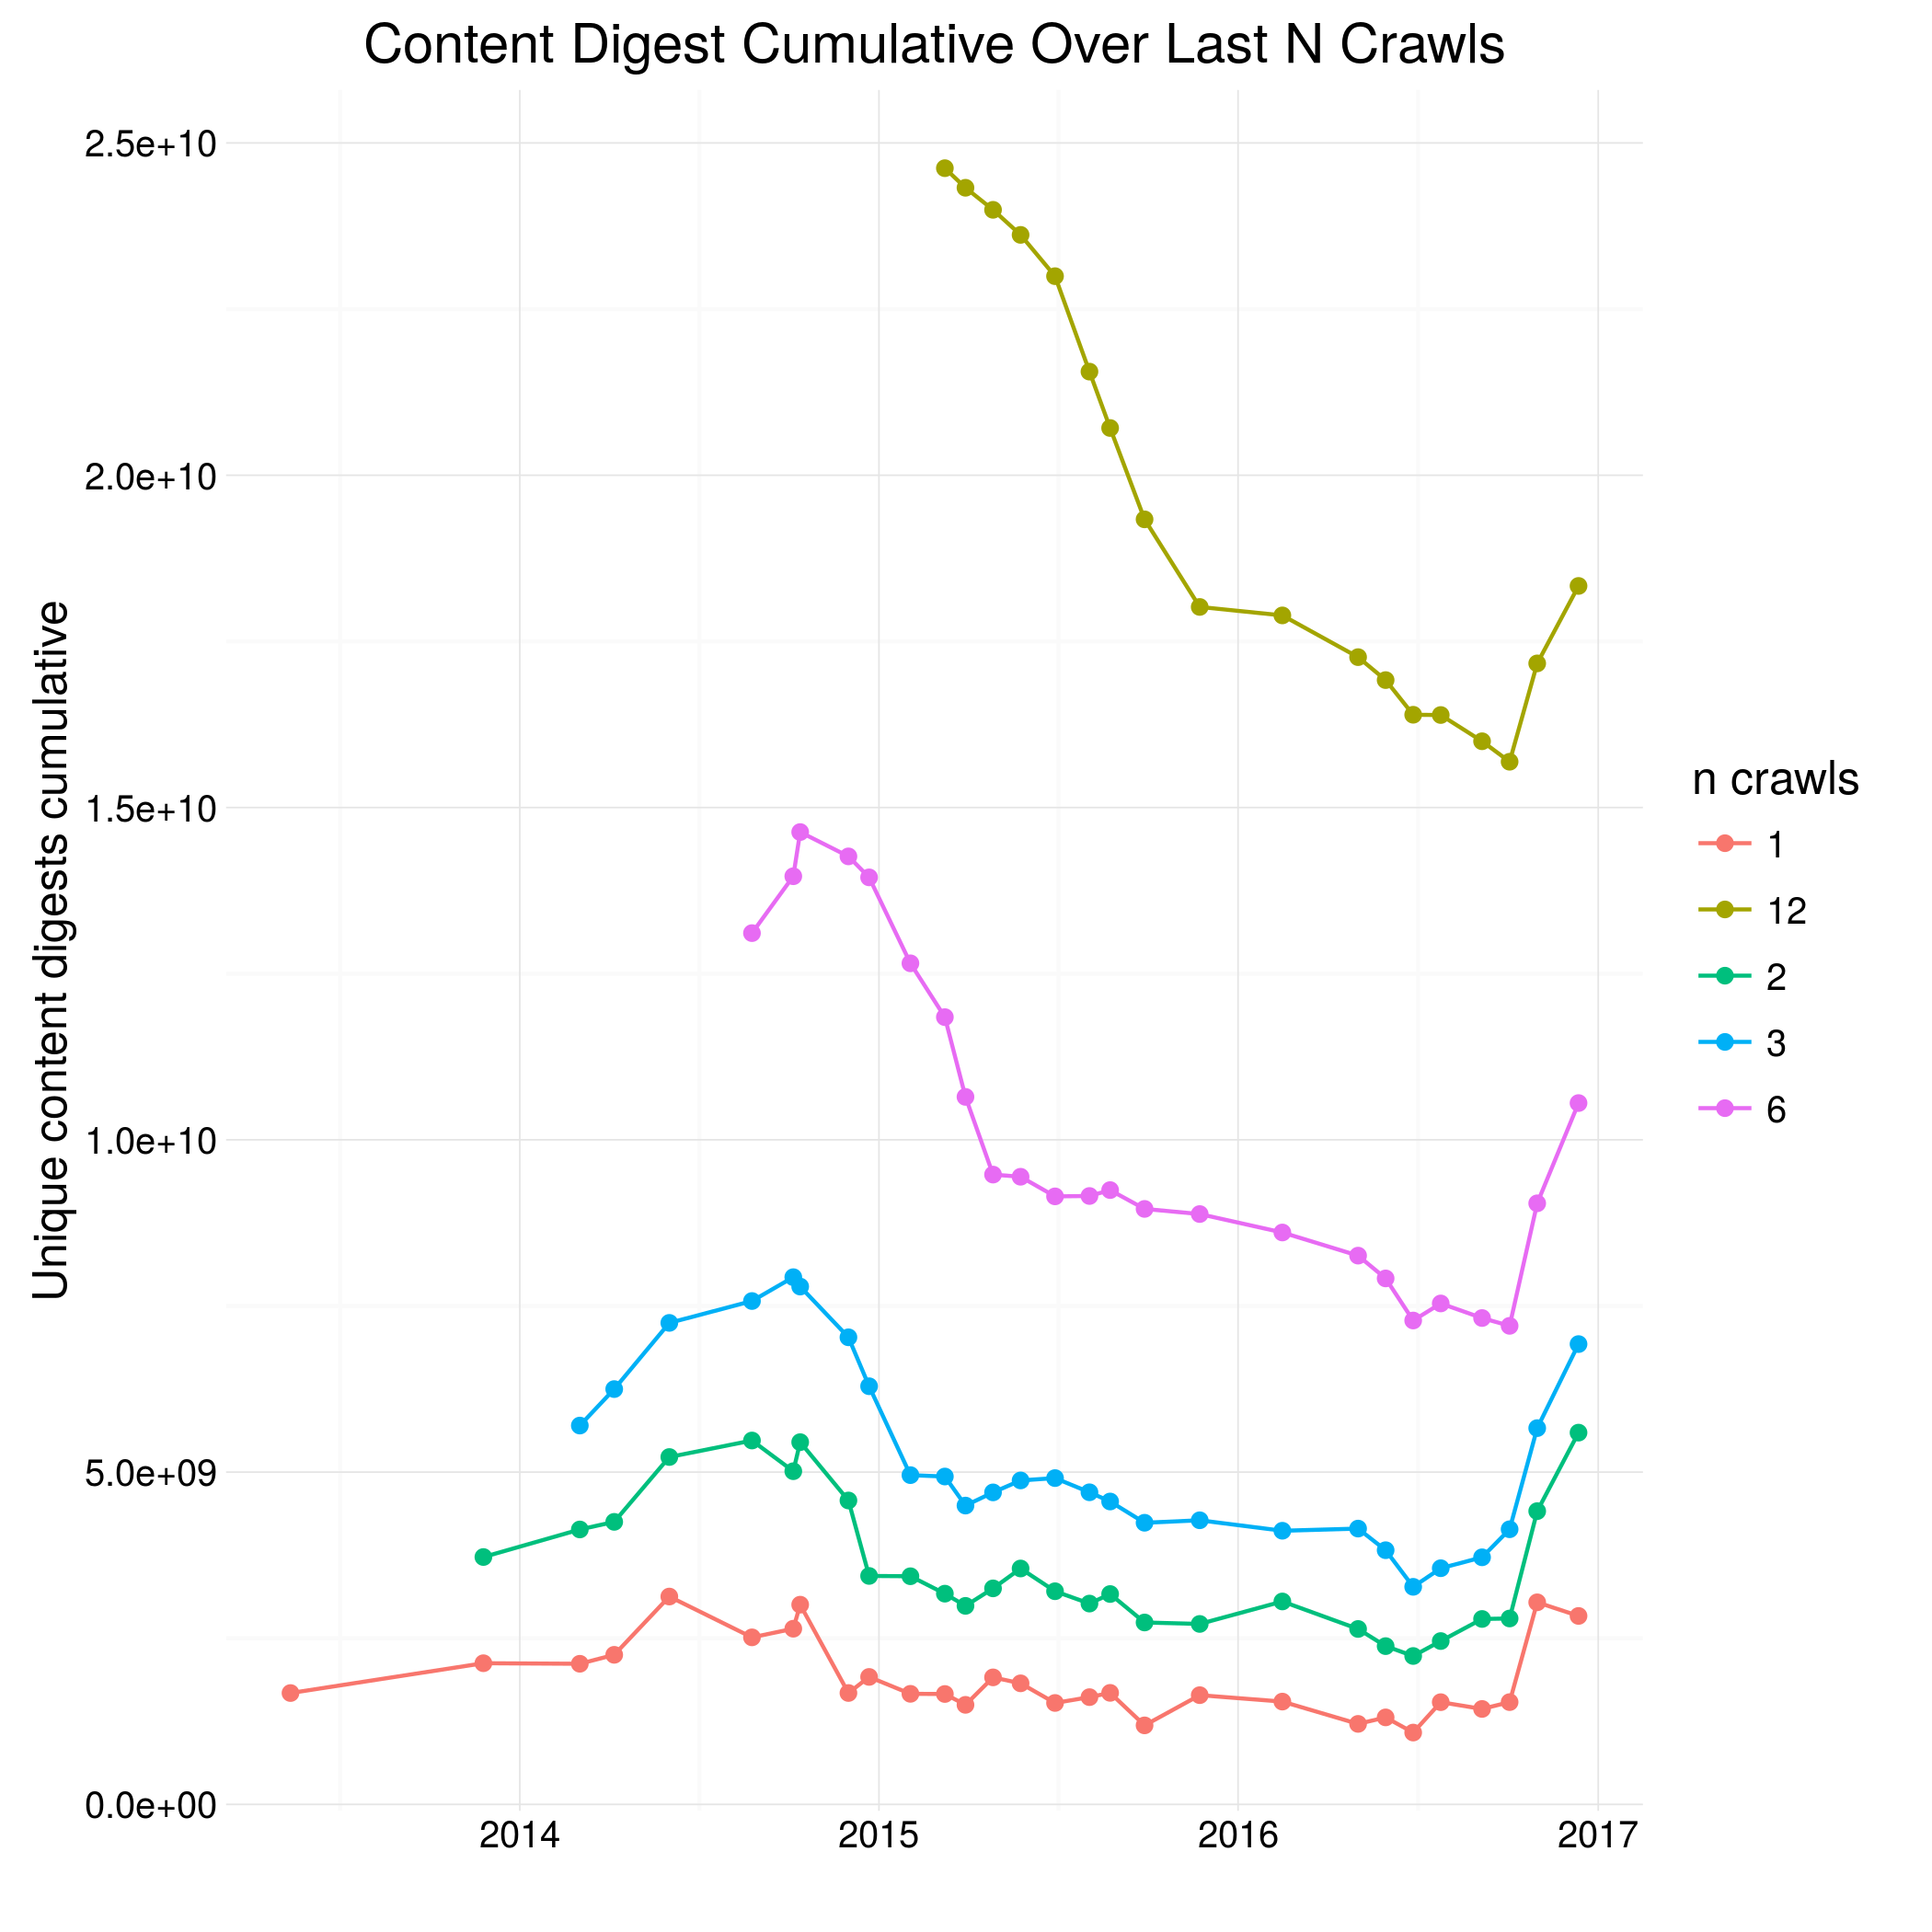 Content Digest Cumulative Over Last N Crawls
Unique content digests cumulative
2.5e+10
2.0e+10
1.5e+10
1.0e+10
5.0e+09
0.0e+00
2014
2015
2016
2017
n crawls
1
12
2
3
6